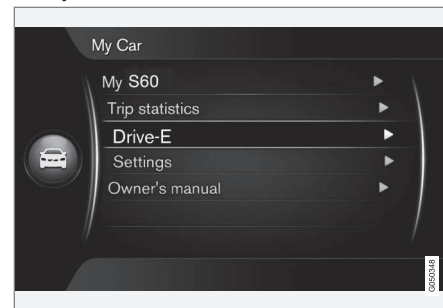 My Car
My S60
Trip statistics
Drive-E
Settings
Owner's manual
G050348